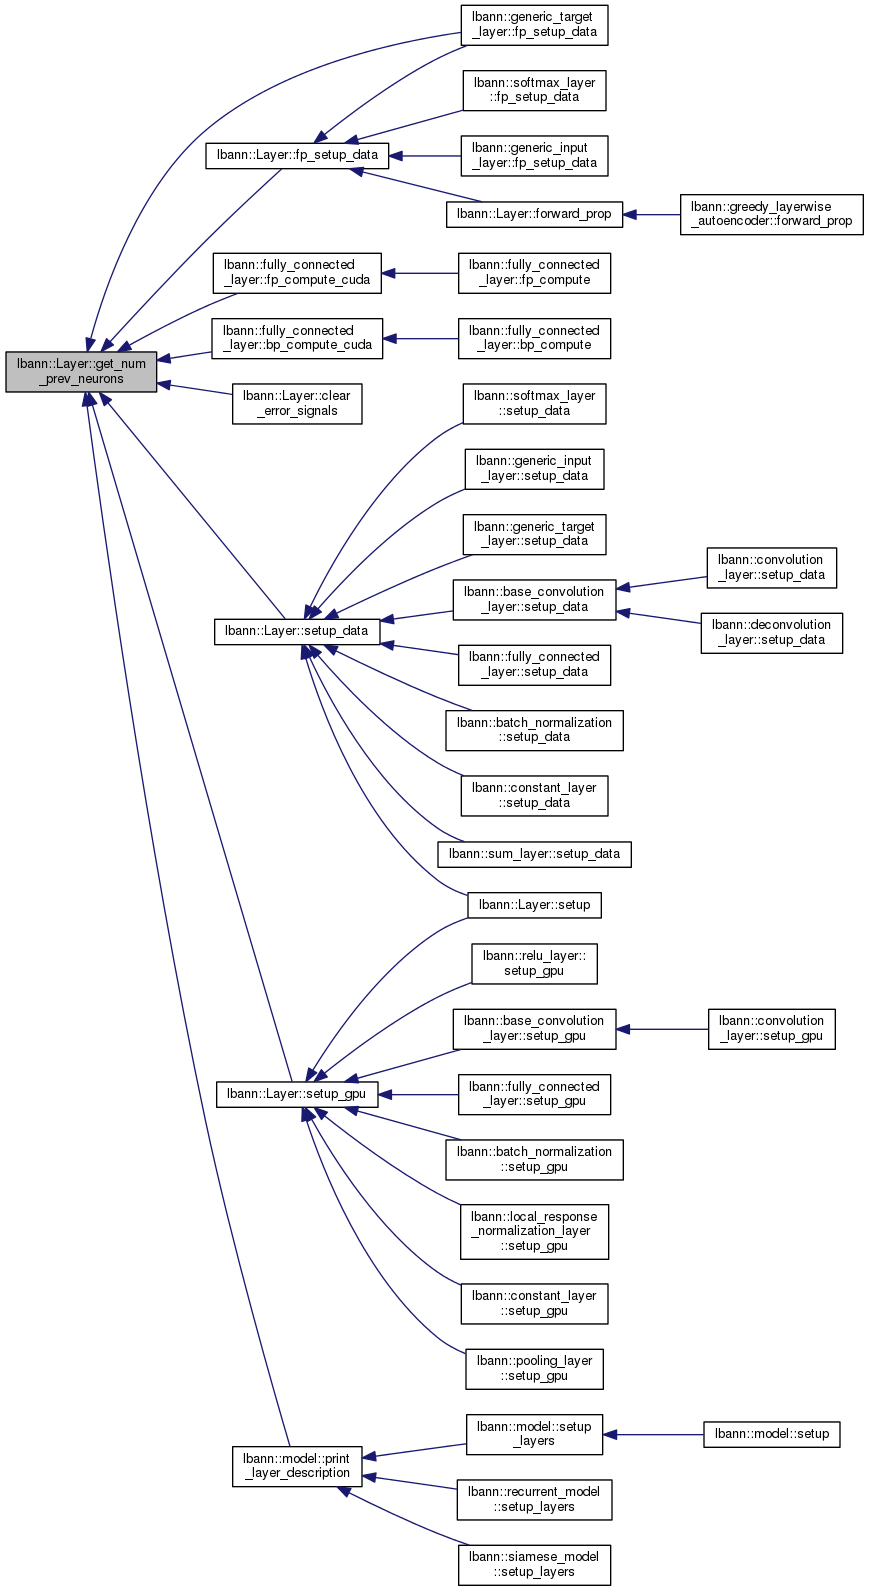 lbann::generic_target
_layer::fp_setup_data
lbann::softmax_layer
::fp_setup_data
lbann::Layer::fp_setup_data
lbann::generic_input
_layer::fp_setup_data
lbann::Layer::forward_prop
lbann::greedy_layerwise
_autoencoder::forward_prop
lbann::fully_connected
_layer::fp_compute_cuda
lbann::fully_connected
_layer::fp_compute
lbann::fully_connected
_layer::bp_compute_cuda
lbann::fully_connected
_layer::bp_compute
lbann::Layer::get_num
_prev_neurons
lbann::Layer::clear
_error_signals
lbann::softmax_layer
::setup_data
lbann::generic_input
_layer::setup_data
lbann::generic_target
_layer::setup_data
lbann::base_convolution
_layer::setup_data
lbann::convolution
_layer::setup_data
lbann::deconvolution
_layer::setup_data
lbann::Layer::setup_data
lbann::fully_connected
_layer::setup_data
lbann::batch_normalization
::setup_data
lbann::constant_layer
::setup_data
lbann::sum_layer::setup_data
lbann::Layer::setup
lbann::relu_layer::
setup_gpu
lbann::base_convolution
_layer::setup_gpu
lbann::convolution
_layer::setup_gpu
lbann::Layer::setup_gpu
lbann::fully_connected
_layer::setup_gpu
lbann::batch_normalization
::setup_gpu
lbann::local_response
_normalization_layer
::setup_gpu
lbann::constant_layer
::setup_gpu
lbann::pooling_layer
::setup_gpu
lbann::model::setup
_layers
lbann::model::setup
lbann::model::print
_layer_description
lbann::recurrent_model
::setup_layers
lbann::siamese_model
::setup_layers